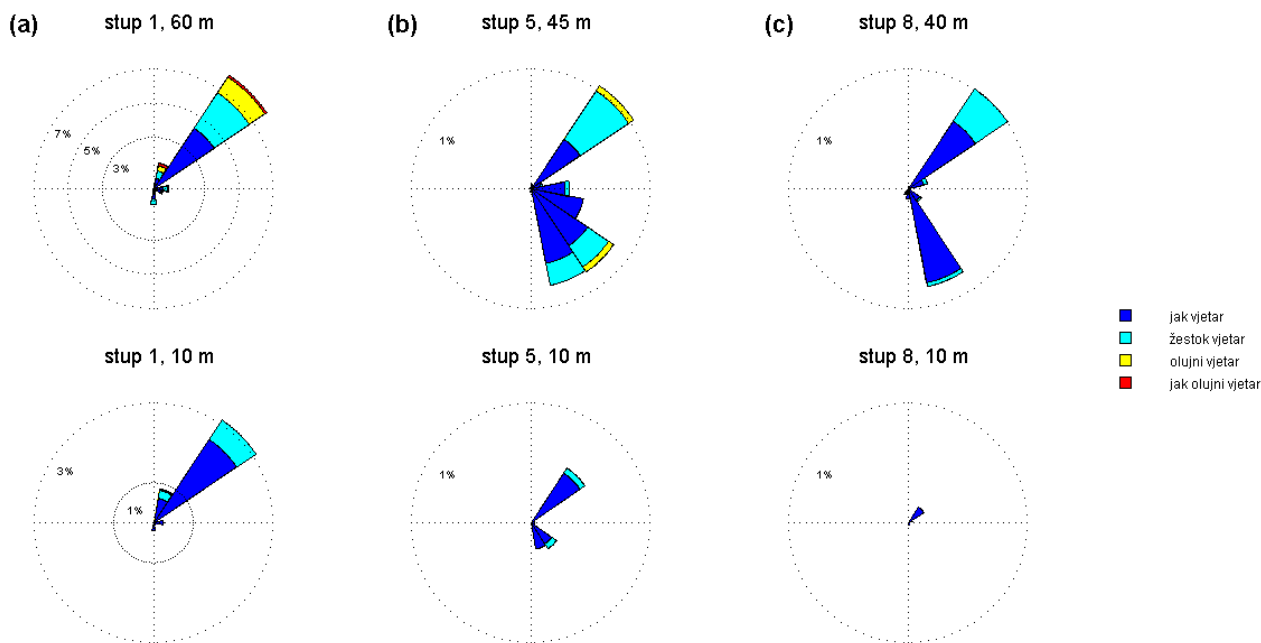 (a)
stup 1, 60 m
(b)
stup 5, 45 m
(c)
stup 8, 40 m
7%
5%
3%
1%
1%
jak vjetar
žestok vjetar
olujni vjetar
jak olujni vjetar
stup 1, 10 m
stup 5, 10 m
stup 8, 10 m
3%
1%
1%
1%